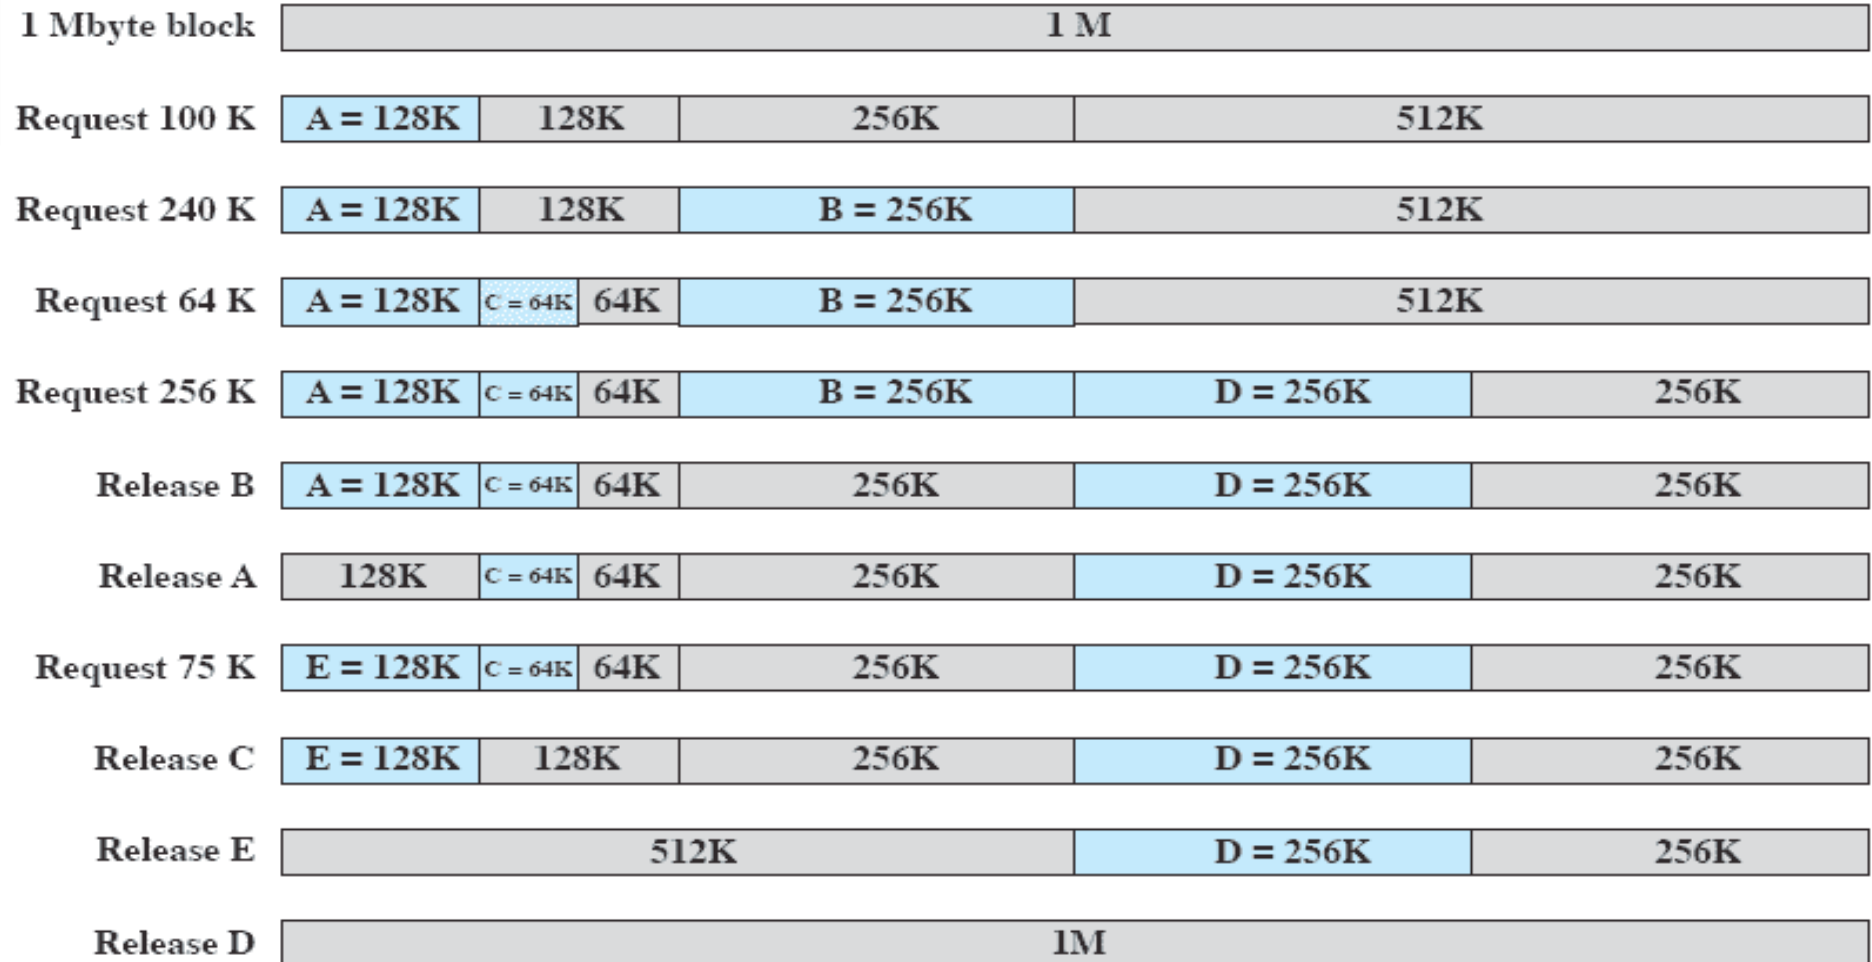 1 Mbyte block 1 M
Request 100 K A = 128K 128K 256K 512K
Request 240 K A = 128K 128K B = 256K 512K
Request 64 K A = 128K C = 64K 64K B = 256K 512K
Request 256 K A = 128K C = 64K 64K B = 256K D = 256K 256K
Release B A = 128K C = 64K 64K 256K D = 256K 256K
Release A 128K C = 64K 64K 256K D = 256K 256K
Request 75 K E = 128K C = 64K 64K 256K D = 256K 256K
Release C E = 128K 128K 256K D = 256K 256K
Release E 512K D = 256K 256K
Release D 1M